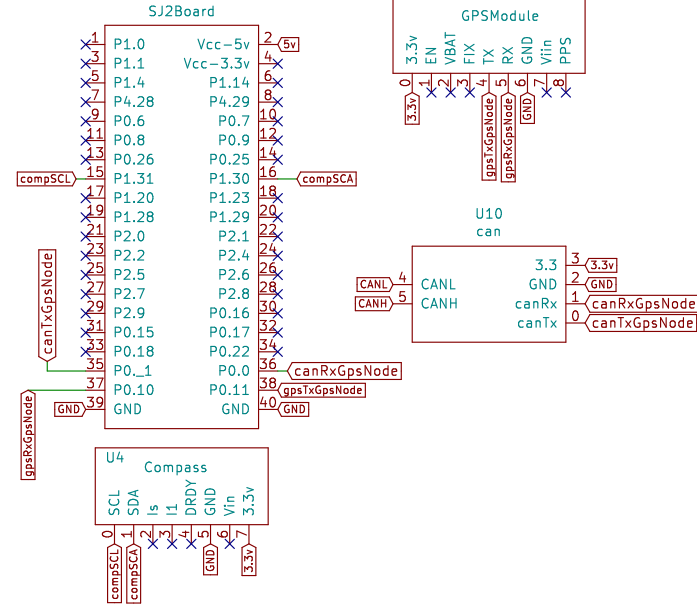 SJ2Board
1 P1.0 Vcc-5v 2 5v
3 P1.1 Vcc-3.3v 4
5 P1.4 P1.14 6
7 P4.28 P4.29 8
9 P0.6 P0.7 10
11 P0.8 P0.9 12
13 P0.26 P0.25 14
compSCL 15 P1.31 P1.30 16 compSCA
17 P1.20 P1.23 18
19 P1.28 P1.29 20
21 P2.0 P2.1 22
23 P2.2 P2.4 24
25 P2.5 P2.6 26
27 P2.7 P2.8 28
29 P2.9 P0.16 30
31 P0.15 P0.17 32
33 P0.18 P0.22 34
canTxGpsNode 35 P0._1 P0.0 36 canRxGpsNode
gpsRxGpsNode 37 P0.10 P0.11 38 gpsTxGpsNode
GND 39 GND GND 40 GND
GPSModule
3.3v EN VBAT FIX TX RX GND Viin PPS
0 1 2 3 4 5 6 7 8
3.3v gpsTxGpsNode gpsRxGpsNode GND
U10
can
3.3 3 3.3v
CANL 4 CANL GND 2 GND
CANH 5 CANH canRx 1 canRxGpsNode
canTx 0 canTxGpsNode
U4
Compass
SCL SDA Is I1 DRDY GND Vin 3.3v
0 1 2 3 4 5 6 7
compSCL compSCA GND 3.3v